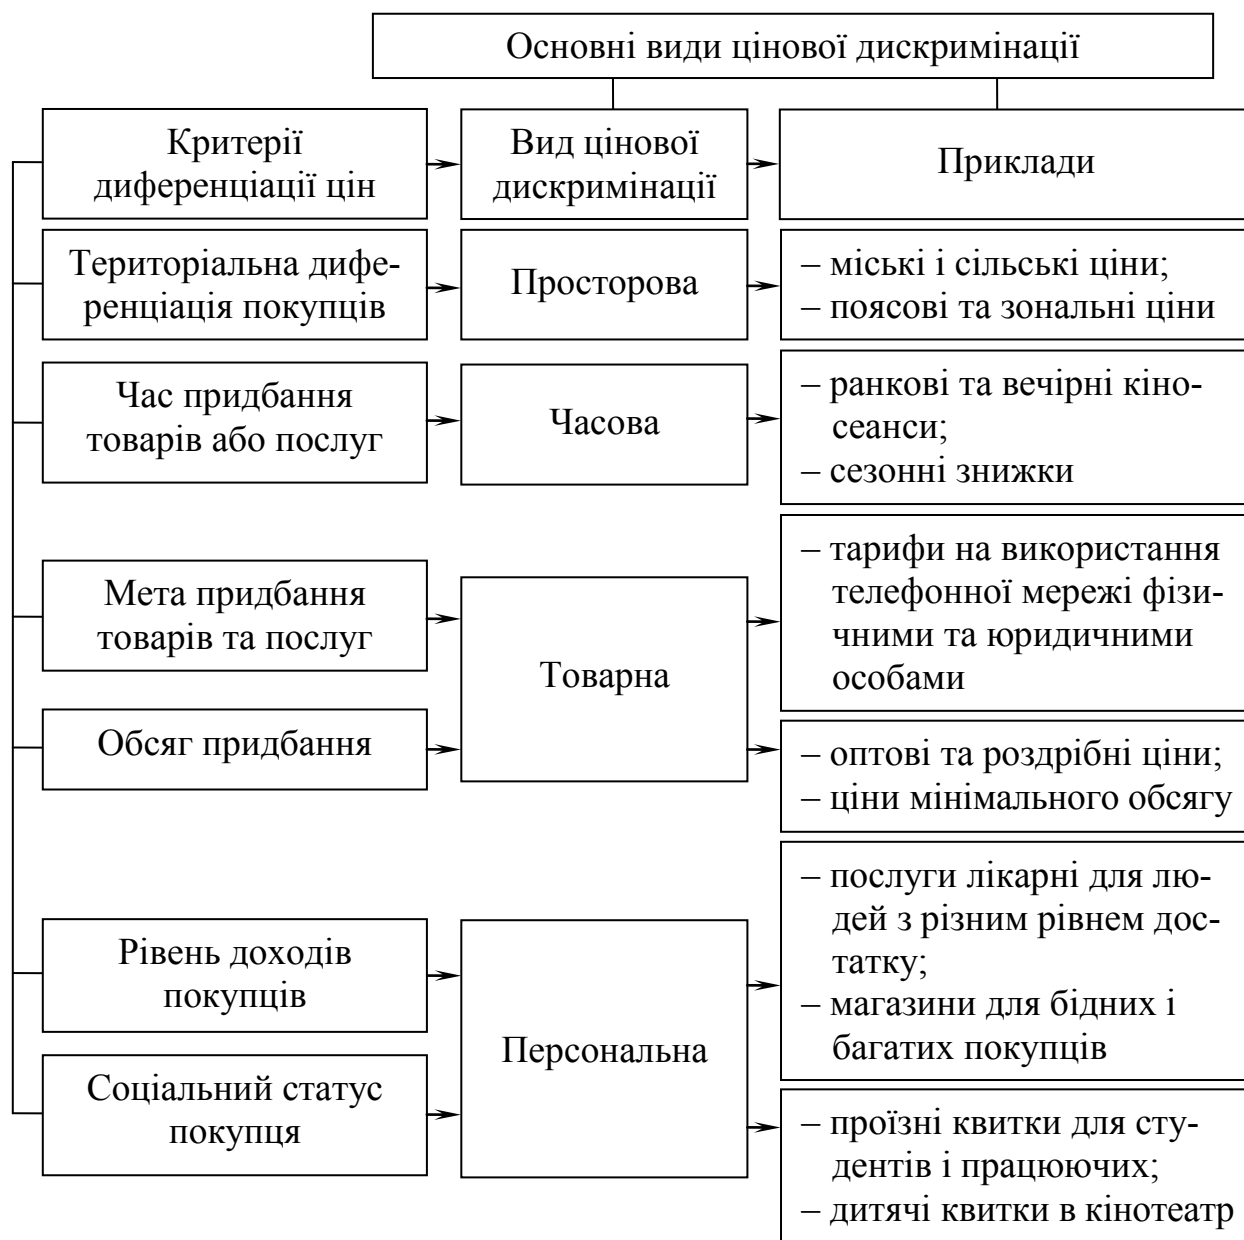 Основні види цінової дискримінації
Критерії
диференціації цін
Вид цінової
дискримінації
Приклади
Територіальна дифе-
ренціація покупців
Просторова
– міські і сільські ціни;
– поясові та зональні ціни
Час придбання
товарів або послуг
Часова
– ранкові та вечірні кіно-
сеанси;
– сезонні знижки
Мета придбання
товарів та послуг
Товарна
– тарифи на використання
телефонної мережі фізи-
чними та юридичними
особами
Обсяг придбання
– оптові та роздрібні ціни;
– ціни мінімального обсягу
Рівень доходів
покупців
Персональна
– послуги лікарні для лю-
дей з різним рівнем дос-
татку;
– магазини для бідних і
багатих покупців
Соціальний статус
покупця
– проїзні квитки для сту-
дентів і працюючих;
– дитячі квитки в кінотеатр